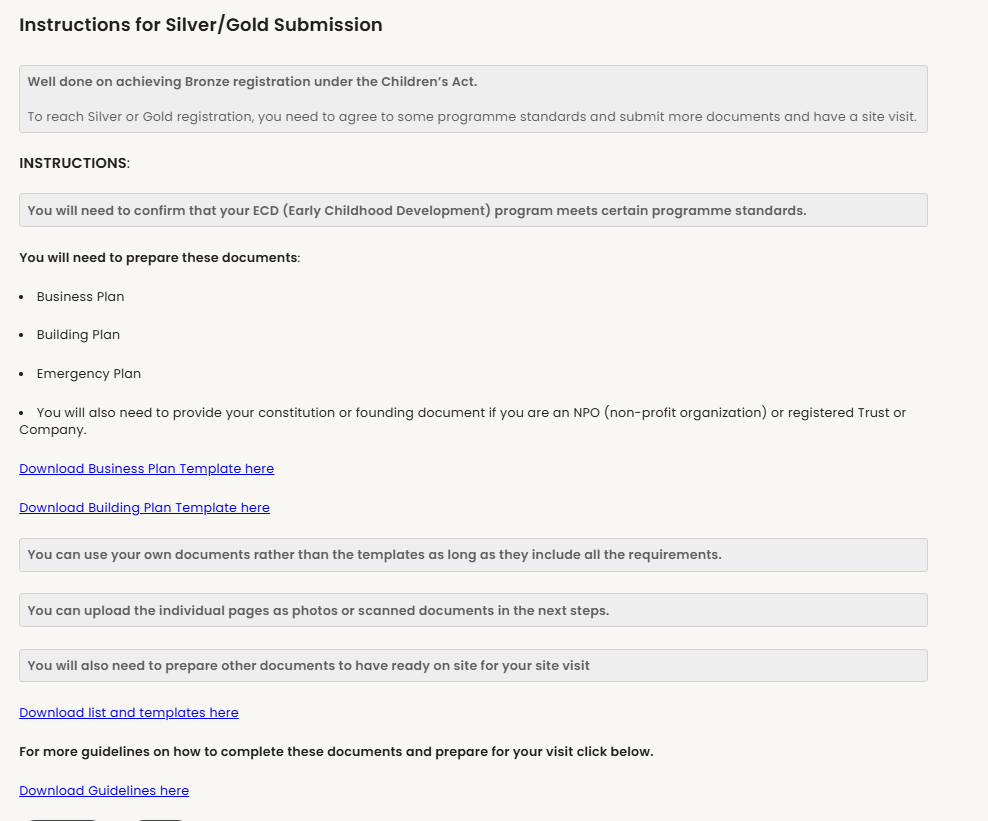 Instructions for Silver/Gold Submission
Well done on achieving Bronze registration under the Children’s Act.
To reach Silver or Gold registration, you need to agree to some programme standards and submit more documents and have a site visit.
INSTRUCTIONS:
You will need to confirm that your ECD (Early Childhood Development) program meets certain programme standards.
You will need to prepare these documents:
• Business Plan
• Building Plan
• Emergency Plan
• You will also need to provide your constitution or founding document if you are an NPO (non-profit organization) or registered Trust or
Company.
Download Business Plan Template here
Download Building Plan Template here
You can use your own documents rather than the templates as long as they include all the requirements.
You can upload the individual pages as photos or scanned documents in the next steps.
You will also need to prepare other documents to have ready on site for your site visit
Download list and templates here
For more guidelines on how to complete these documents and prepare for your visit click below.
Download Guidelines here